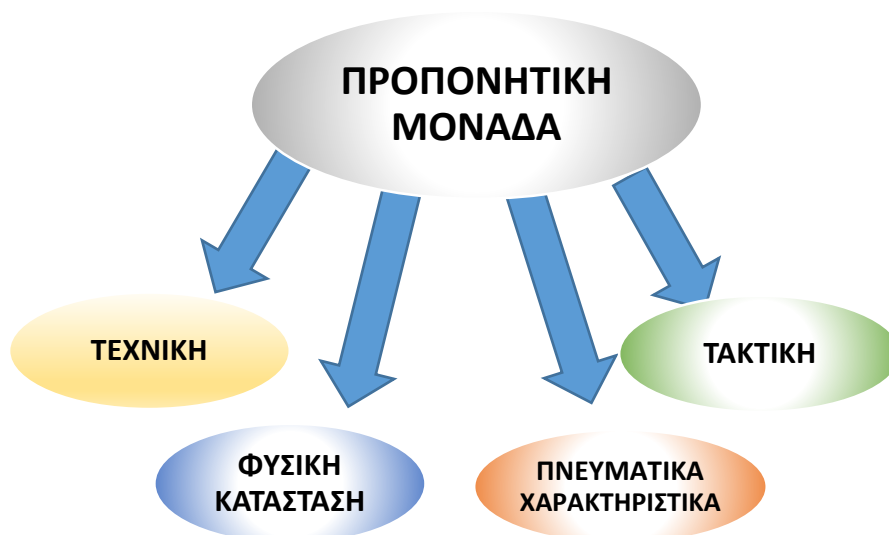 ΠΡΟΠΟΝΗΤΙΚΗ
ΜΟΝΑΔΑ
ΤΕΧΝΙΚΗ
ΤΑΚΤΙΚΗ
ΦΥΣΙΚΗ
ΚΑΤΑΣΤΑΣΗ
ΠΝΕΥΜΑΤΙΚΑ
ΧΑΡΑΚΤΗΡΙΣΤΙΚΑ